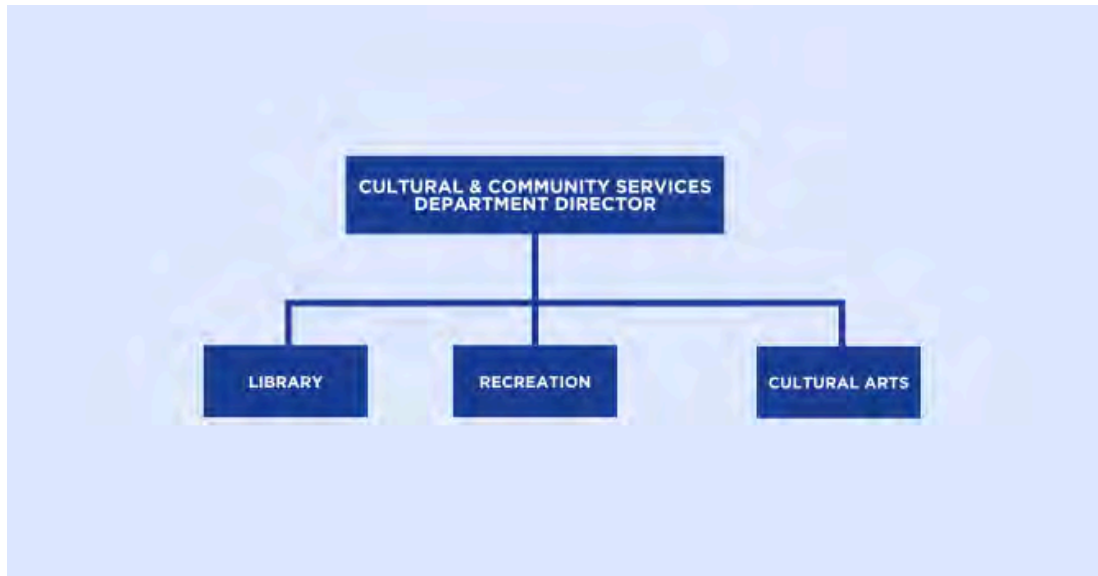 CULTURAL & COMMUNITY SERVICES
DEPARTMENT DIRECTOR
LIBRARY
RECREATION
CULTURAL ARTS